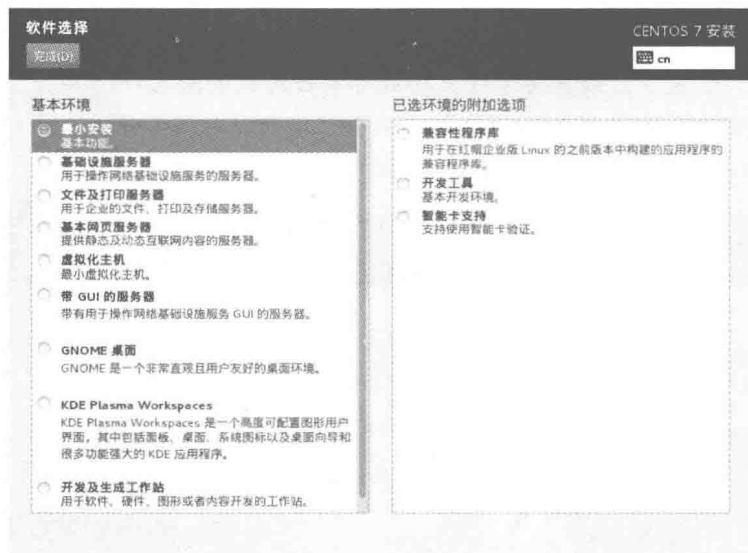 软件选择
完成(D)
CENTOS 7 安装
cn
基本环境
最小安装
基本功能。
基础设施服务器
用于操作网络基础设施服务的服务器。
文件及打印服务器
用于企业的文件、打印及存储服务器。
基本网页服务器
提供静态及动态互联网内容的服务器。
虚拟化主机
最小虚拟化主机。
带 GUI 的服务器
带有用于操作网络基础设施服务 GUI 的服务器。
GNOME 桌面
GNOME 是一个非常直观且用户友好的桌面环境。
KDE Plasma Workspaces
KDE Plasma Workspaces 是一个高度可配置图形用户
界面，其中包括面板、桌面、系统图标以及桌面向导和
很多功能强大的 KDE 应用程序。
开发及生成工作站
用于软件、硬件、图形或者内容开发的工作站。
已选环境的附加选项
兼容性程序库
用于在红帽企业版 Linux 的之前版本中构建的应用程序的
兼容程序库。
开发工具
基本开发环境。
智能卡支持
支持使用智能卡验证。